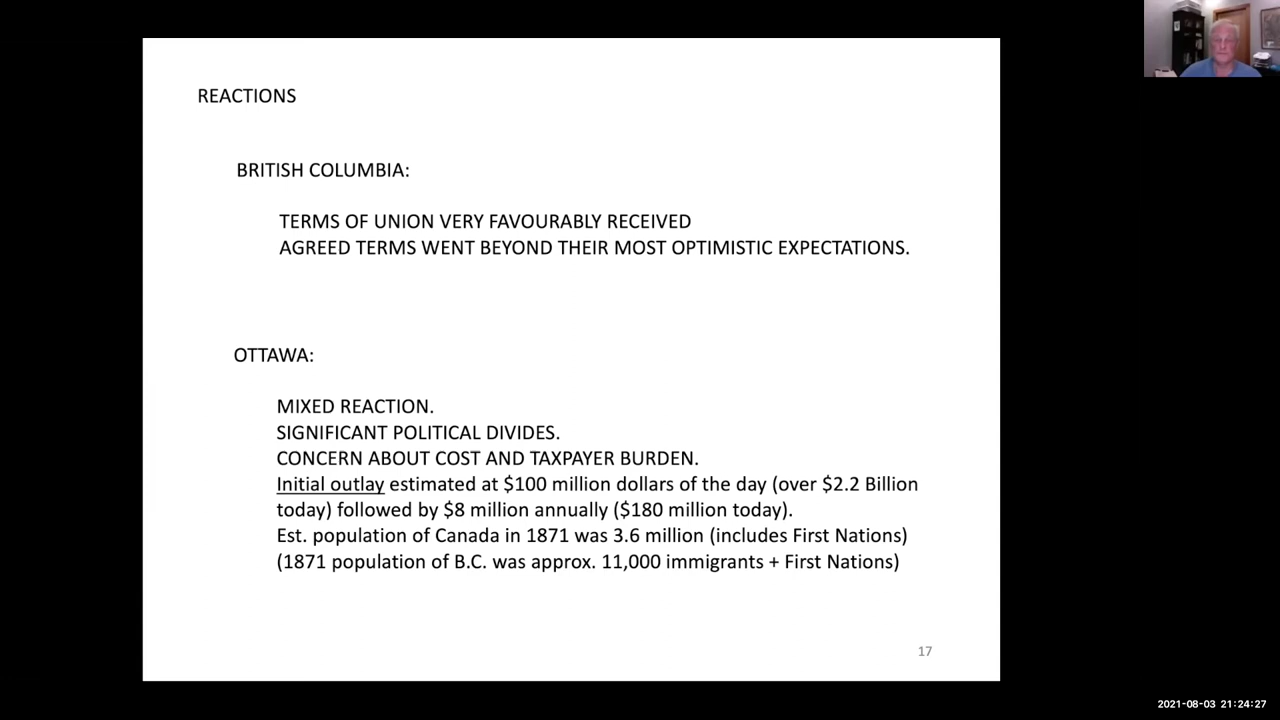 REACTIONS
BRITISH COLUMBIA:
TERMS OF UNION VERY FAVOURABLY RECEIVED
AGREED TERMS WENT BEYOND THEIR MOST OPTIMISTIC EXPECTATIONS.
OTTAWA:
MIXED REACTION.
SIGNIFICANT POLITICAL DIVIDES.
CONCERN ABOUT COST AND TAXPAYER BURDEN.
Initial outlay estimated at $100 million dollars of the day (over $2.2 Billion
today) followed by $8 million annually ($180 million today).
Est. population of Canada in 1871 was 3.6 million (includes First Nations)
(1871 population of B.C. was approx. 11,000 immigrants + First Nations)
17
2021-08-03 21:24:27